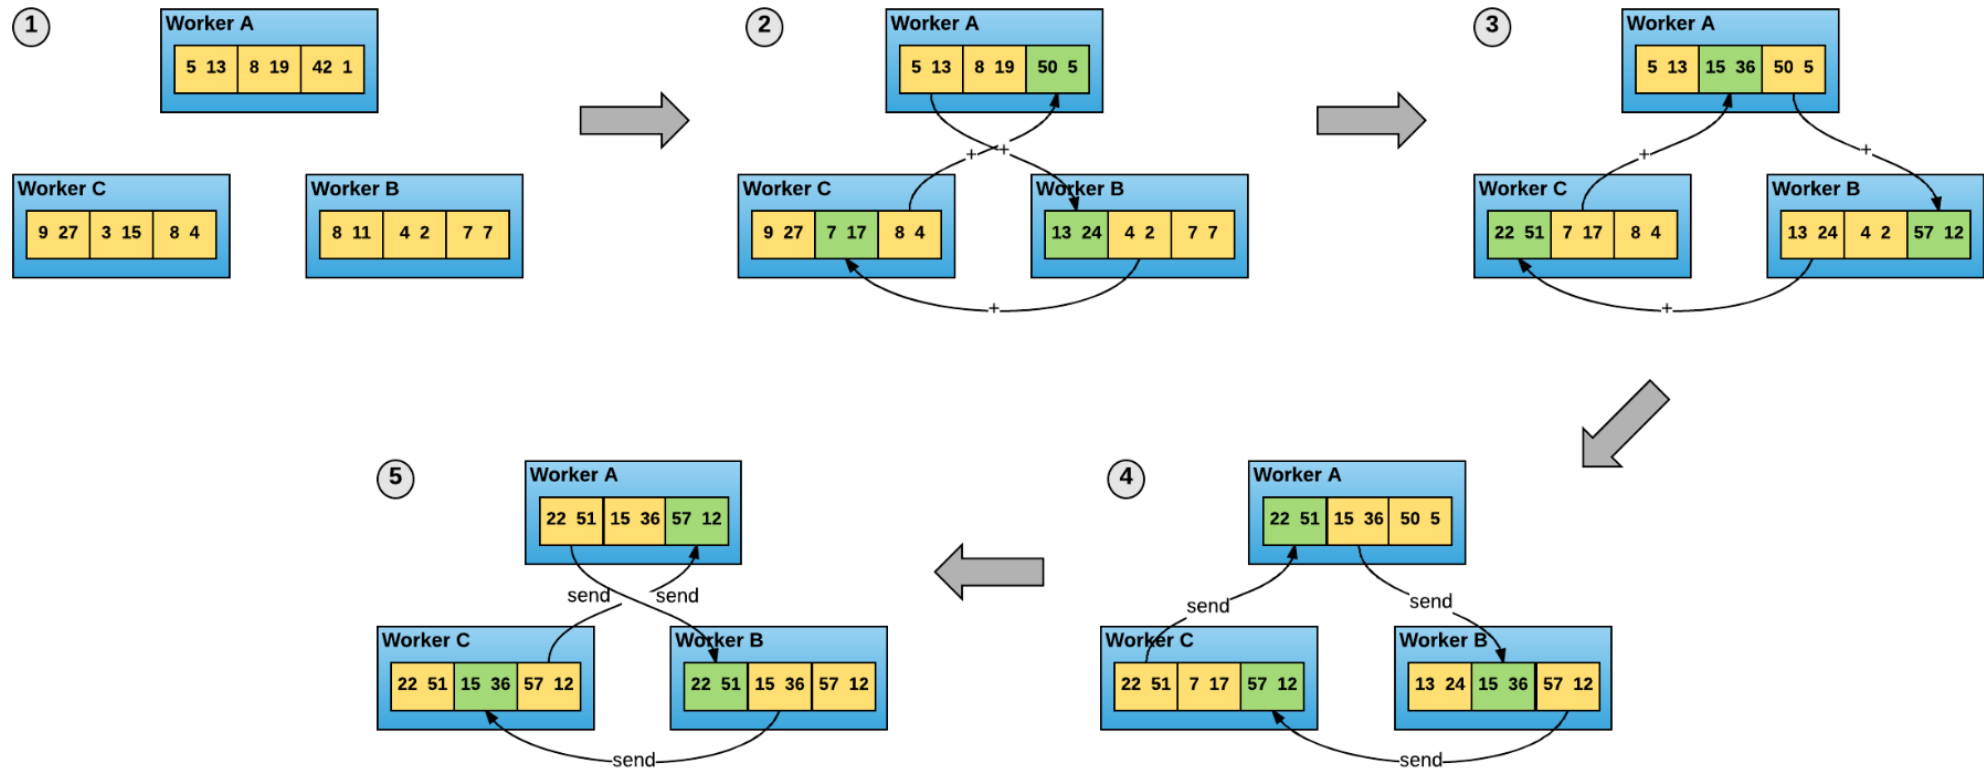 1
Worker A
5 13 8 19 42 1
Worker C
9 27 3 15 8 4
Worker B
8 11 4 2 7 7
2
Worker A
5 13 8 19 50 5
+ +
Worker C
9 27 7 17 8 4
Worker B
13 24 4 2 7 7
+
3
Worker A
5 13 15 36 50 5
+ +
Worker C
22 51 7 17 8 4
Worker B
13 24 4 2 57 12
+
4
Worker A
22 51 15 36 50 5
send send
Worker C
22 51 7 17 57 12
Worker B
13 24 15 36 57 12
send
5
Worker A
22 51 15 36 57 12
send send
Worker C
22 51 15 36 57 12
Worker B
22 51 15 36 57 12
send